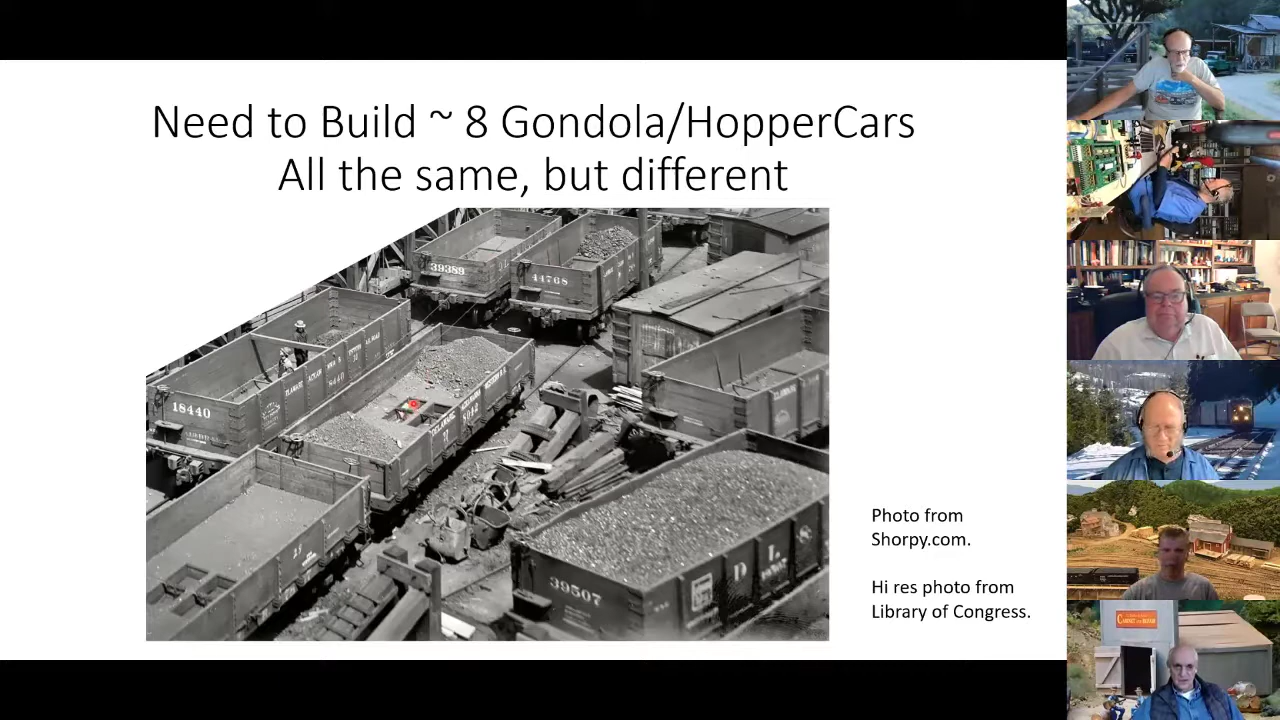 Need to Build ~ 8 Gondola/HopperCars
All the same, but different
39389
44768
18440
18440
39507
D L
Photo from
Shorpy.com.
Hi res photo from
Library of Congress.